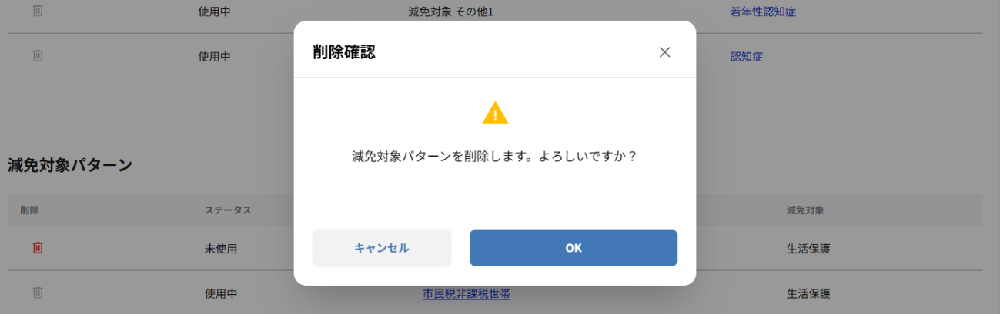 使用中 減免対象 その他1 若年性認知症
削除確認
使用中 認知症
減免対象パターンを削除します。よろしいですか？
減免対象パターン
削除 ステータス 減免対象
キャンセル OK
未使用 生活保護
使用中 市民税非課税世帯 生活保護